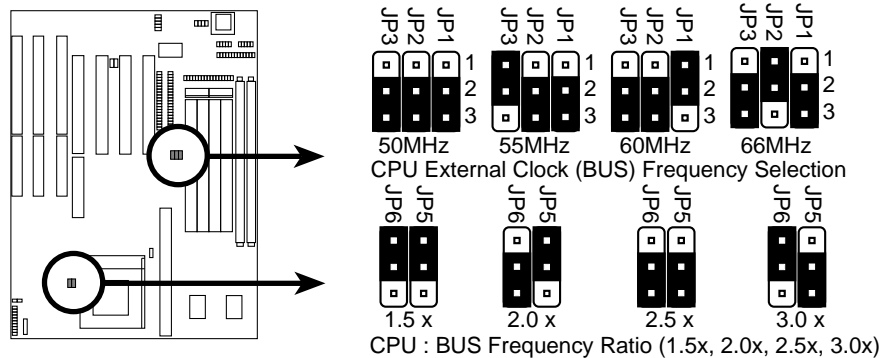 JP3 JP2 JP1 JP3 JP2 JP1 JP3 JP2 JP1 JP3 JP2 JP1
1 1 1 1
2 2 2 2
3 3 3 3
50MHz 55MHz 60MHz 66MHz
CPU External Clock (BUS) Frequency Selection
JP6 JP5 JP6 JP5 JP6 JP5 JP6 JP5
1.5 x 2.0 x 2.5 x 3.0 x
CPU : BUS Frequency Ratio (1.5x, 2.0x, 2.5x, 3.0x)